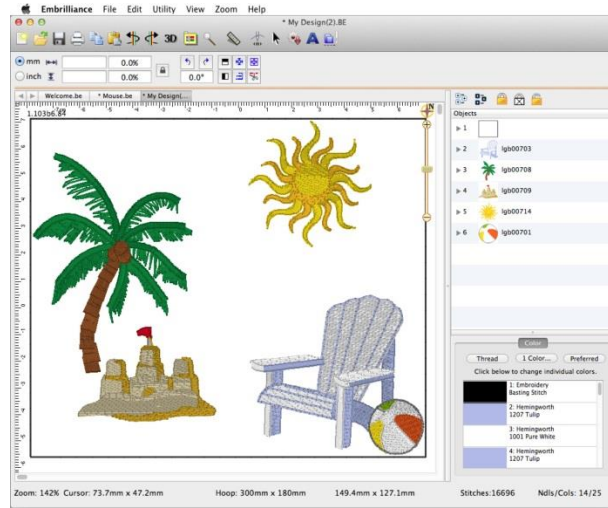 Embrilliance File Edit Utility View Zoom Help
* My Design(2).BE
3D
mm 0.0% 0.0°
inch 0.0%
Welcome.be * Mouse.be * My Design(...
1.103b6.84
N
Objects
1
2 lgb00703
3 lgb00708
4 lgb00709
5 lgb00714
6 lgb00701
Color
Thread 1 Color... Preferred
Click below to change individual colors.
1: Embroidery
Basting Stitch
2: Hemingworth
1207 Tulip
3: Hemingworth
1001 Pure White
4: Hemingworth
1207 Tulip
Zoom: 142% Cursor: 73.7mm x 47.2mm Hoop: 300mm x 180mm 149.4mm x 127.1mm Stitches:16696 Ndls/Cols: 14/25